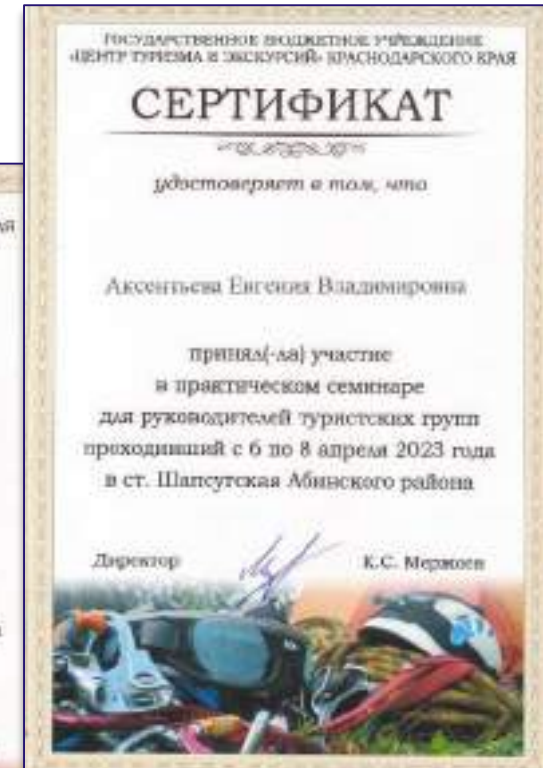 ГОСУДАРСТВЕННОЕ БЮДЖЕТНОЕ УЧРЕЖДЕНИЕ
«ЦЕНТР ТУРИЗМА И ЭКСКУРСИЙ» КРАСНОДАРСКОГО КРАЯ
СЕРТИФИКАТ
удостоверяет в том, что
Аксентьева Евгения Владимировна
принял(-ла) участие
в практическом семинаре
для руководителей туристских групп
проходивший с 6 по 8 апреля 2023 года
в ст. Шапсугская Абинского района
Директор К.С. Мержоев